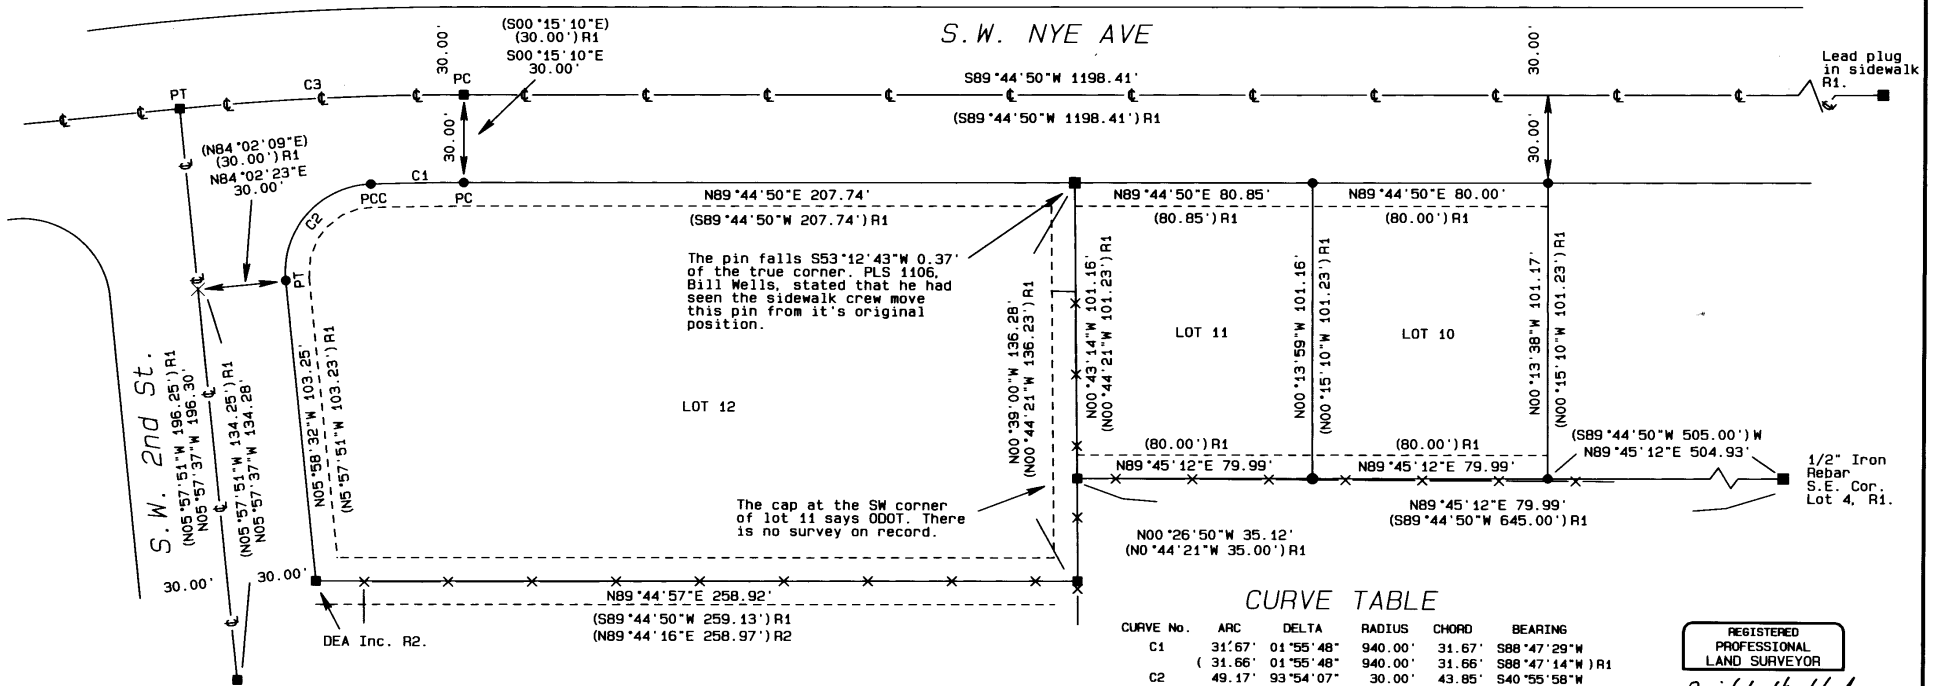 S.W. NYE AVE
(S00°15'10"E)
(30.00')R1
S00°15'10"E
30.00'
30.00'
30.00'
PC
C3
PT
S89°44'50"W 1198.41'
(S89°44'50"W 1198.41')R1
30.00'
30.00'
Lead plug
in sidewalk
R1.
(N84°02'09"E)
(30.00')R1
N84°02'23"E
30.00'
C1
PCC
PC
C2
PT
N89°44'50"E 207.74'
(S89°44'50"W 207.74')R1
N89°44'50"E 80.85'
(80.85')R1
N89°44'50"E 80.00'
(80.00')R1
The pin falls S53°12'43"W 0.37'
of the true corner. PLS 1106,
Bill Wells, stated that he had
seen the sidewalk crew move
this pin from it's original
position.
N00°39'00"W 136.28'
(N00°44'21"W 136.23')R1
N00°43'14"W 101.16'
(N00°44'21"W 101.23')R1
LOT 11
N00°13'59"W 101.16'
(N00°15'10"W 101.23')R1
LOT 10
N00°13'38"W 101.17'
(N00°15'10"W 101.23')R1
LOT 12
S.W. 2nd St.
(N05°57'51"W 196.25')R1
N05°57'37"W 196.30'
(N05°57'51"W 134.25')R1
N05°57'37"W 134.28'
N05°58'32"W 103.25'
(N5°57'51"W 103.23')R1
(80.00')R1
N89°45'12"E 79.99'
(80.00')R1
N89°45'12"E 79.99'
(S89°44'50"W 505.00')W
N89°45'12"E 504.93'
1/2" Iron
Rebar
S.E. Cor.
Lot 4, R1.
N89°45'12"E 79.99'
(S89°44'50"W 645.00')R1
The cap at the SW corner
of lot 11 says ODOT. There
is no survey on record.
N00°26'50"W 35.12'
(N0°44'21"W 35.00')R1
30.00'
30.00'
N89°44'57"E 258.92'
(S89°44'50"W 259.13')R1
(N89°44'16"E 258.97')R2
DEA Inc. R2.
CURVE TABLE
CURVE No. ARC DELTA RADIUS CHORD BEARING
C1 31.67' 01°55'48" 940.00' 31.67' S88°47'29"W
( 31.66' 01°55'48" 940.00' 31.66' S88°47'14"W)R1
C2 49.17' 93°54'07" 30.00' 43.85' S40°55'58"W
REGISTERED
PROFESSIONAL
LAND SURVEYOR